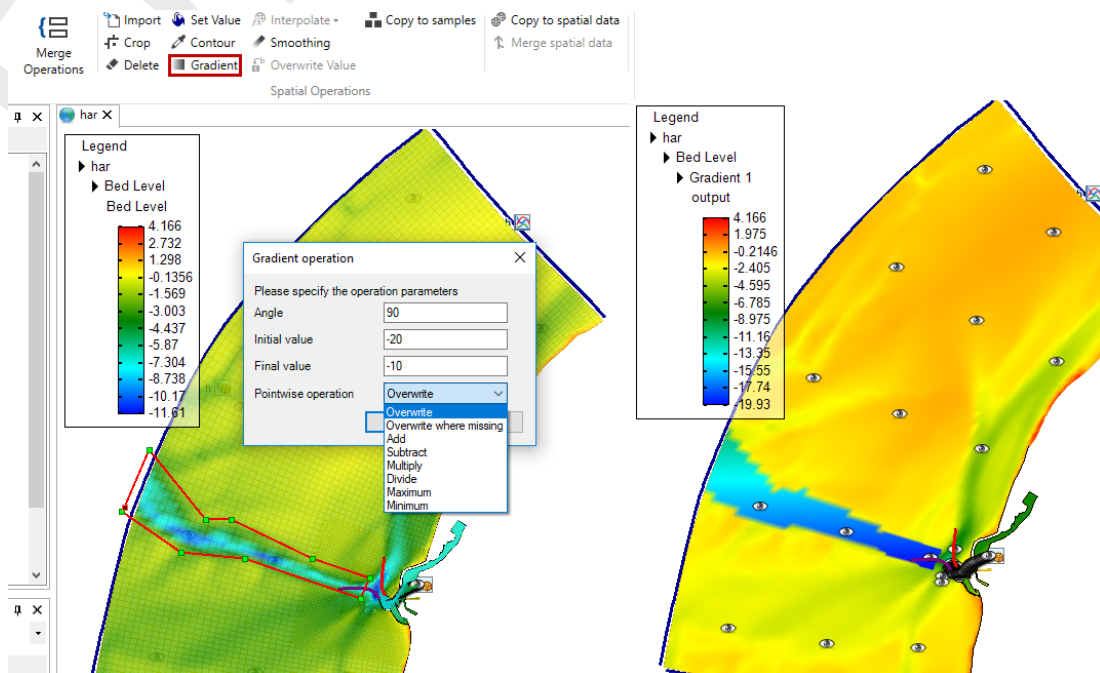 Import
Set Value
Interpolate
Copy to samples
Copy to spatial data
Merge Operations
Crop
Contour
Smoothing
Merge spatial data
Delete
Gradient
Overwrite Value
Spatial Operations
har
Legend
har
Bed Level
Bed Level
4.166
2.732
1.298
-0.1356
-1.569
-3.003
-4.437
-5.87
-7.304
-8.738
-10.17
-11.61
Gradient operation
Please specify the operation parameters
Angle
90
Initial value
-20
Final value
-10
Pointwise operation
Overwrite
Overwrite
Overwrite where missing
Add
Subtract
Multiply
Divide
Maximum
Minimum
Legend
har
Bed Level
Gradient 1
output
4.166
1.975
-0.2146
-2.405
-4.595
-6.785
-8.975
-11.16
-13.35
-15.55
-17.74
-19.93